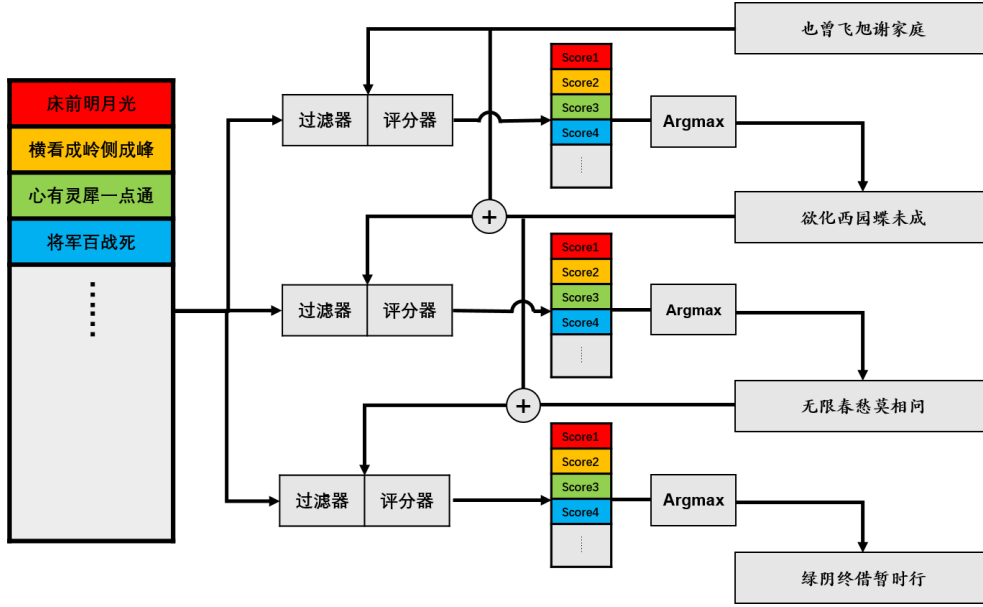 也曾飞旭谢家庭
床前明月光
横看成岭侧成峰
心有灵犀一点通
将军百战死
……
过滤器 评分器
Score1
Score2
Score3
Score4
……
Argmax
欲化西园蝶未成
+
过滤器 评分器
Score1
Score2
Score3
Score4
……
Argmax
无限春愁莫相问
+
过滤器 评分器
Score1
Score2
Score3
Score4
……
Argmax
绿阴终借暂时行